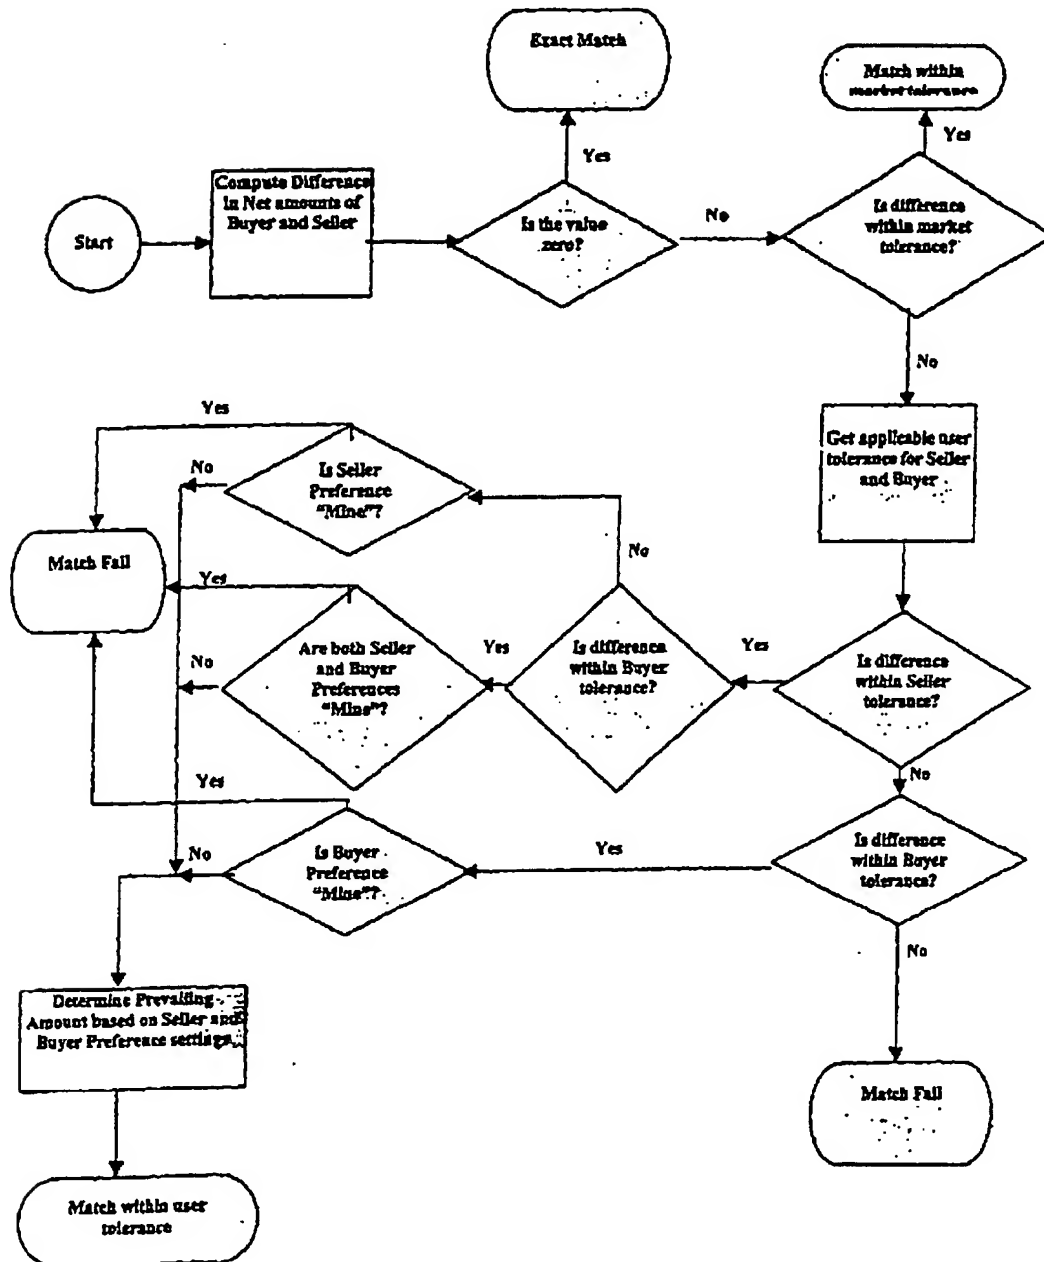 Exact Match
Match within
market tolerance
Yes
Yes
Compute Difference
in Net amounts of
Buyer and Seller
Start
Is the value
zero?
No
Is difference
within market
tolerance?
No
Yes
Get applicable user
tolerance for Seller
and Buyer
No
Is Seller
Preference
"Mine"?
No
Match Fail
Yes
Are both Seller
and Buyer
Preferences
"Mine"?
No
Yes
Is difference
within Buyer
tolerance?
Yes
Is difference
within Seller
tolerance?
Yes
No
No
Is Buyer
Preference
"Mine"?
Yes
Is difference
within Buyer
tolerance?
No
Determine Prevailing
Amount based on Seller and
Buyer Preference settings
Match Fail
Match within user
tolerance